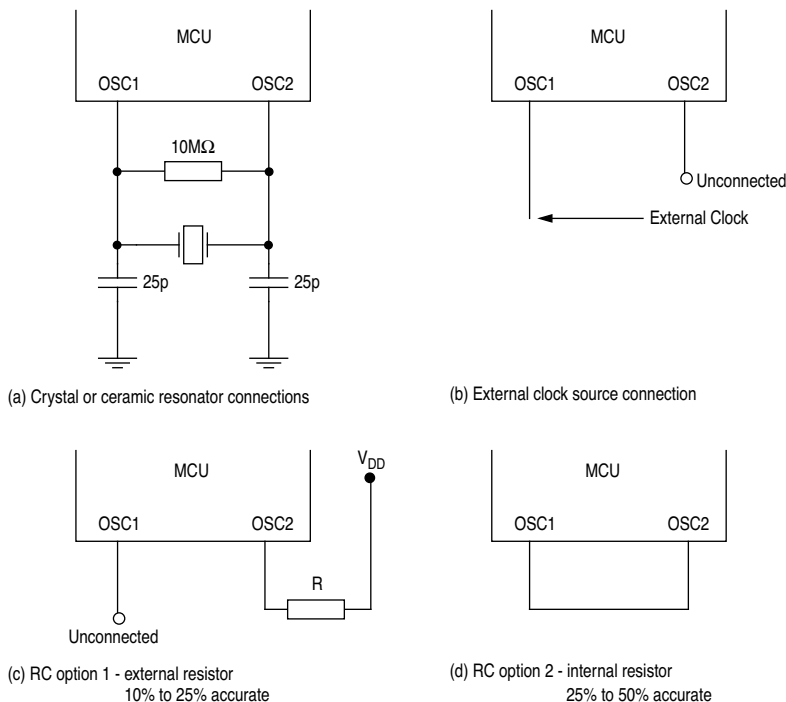 MCU
OSC1 OSC2
10MΩ
25p 25p
(a) Crystal or ceramic resonator connections
MCU
OSC1 OSC2
Unconnected
External Clock
(b) External clock source connection
MCU
OSC1 OSC2
VDD
R
Unconnected
(c) RC option 1 - external resistor
10% to 25% accurate
MCU
OSC1 OSC2
(d) RC option 2 - internal resistor
25% to 50% accurate